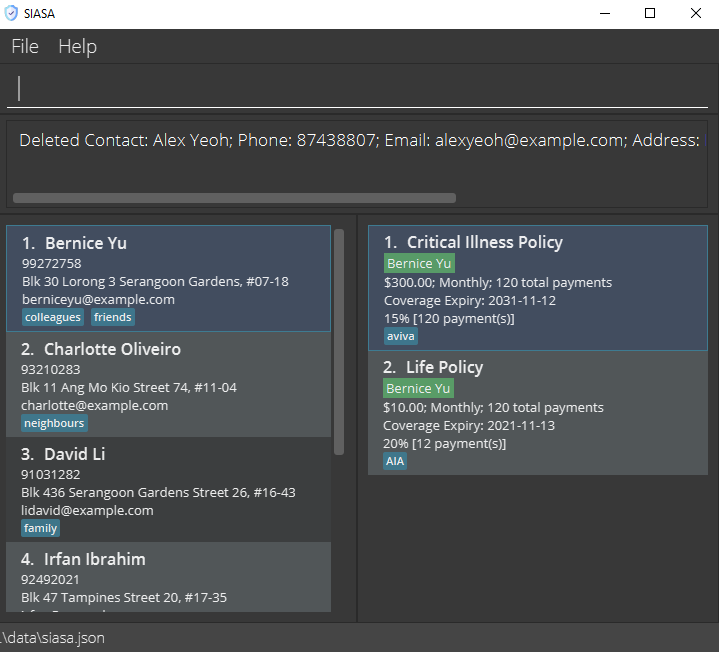 SIASA
File Help
Deleted Contact: Alex Yeoh; Phone: 87438807; Email: alexyeoh@example.com; Address:
1. Bernice Yu
99272758
Blk 30 Lorong 3 Serangoon Gardens, #07-18
berniceyu@example.com
colleagues friends
2. Charlotte Oliveiro
93210283
Blk 11 Ang Mo Kio Street 74, #11-04
charlotte@example.com
neighbours
3. David Li
91031282
Blk 436 Serangoon Gardens Street 26, #16-43
lidavid@example.com
family
4. Irfan Ibrahim
92492021
Blk 47 Tampines Street 20, #17-35
1. Critical Illness Policy
Bernice Yu
$300.00; Monthly; 120 total payments
Coverage Expiry: 2031-11-12
15% [120 payment(s)]
aviva
2. Life Policy
Bernice Yu
$10.00; Monthly; 120 total payments
Coverage Expiry: 2021-11-13
20% [12 payment(s)]
AIA
.\data\siasa.json